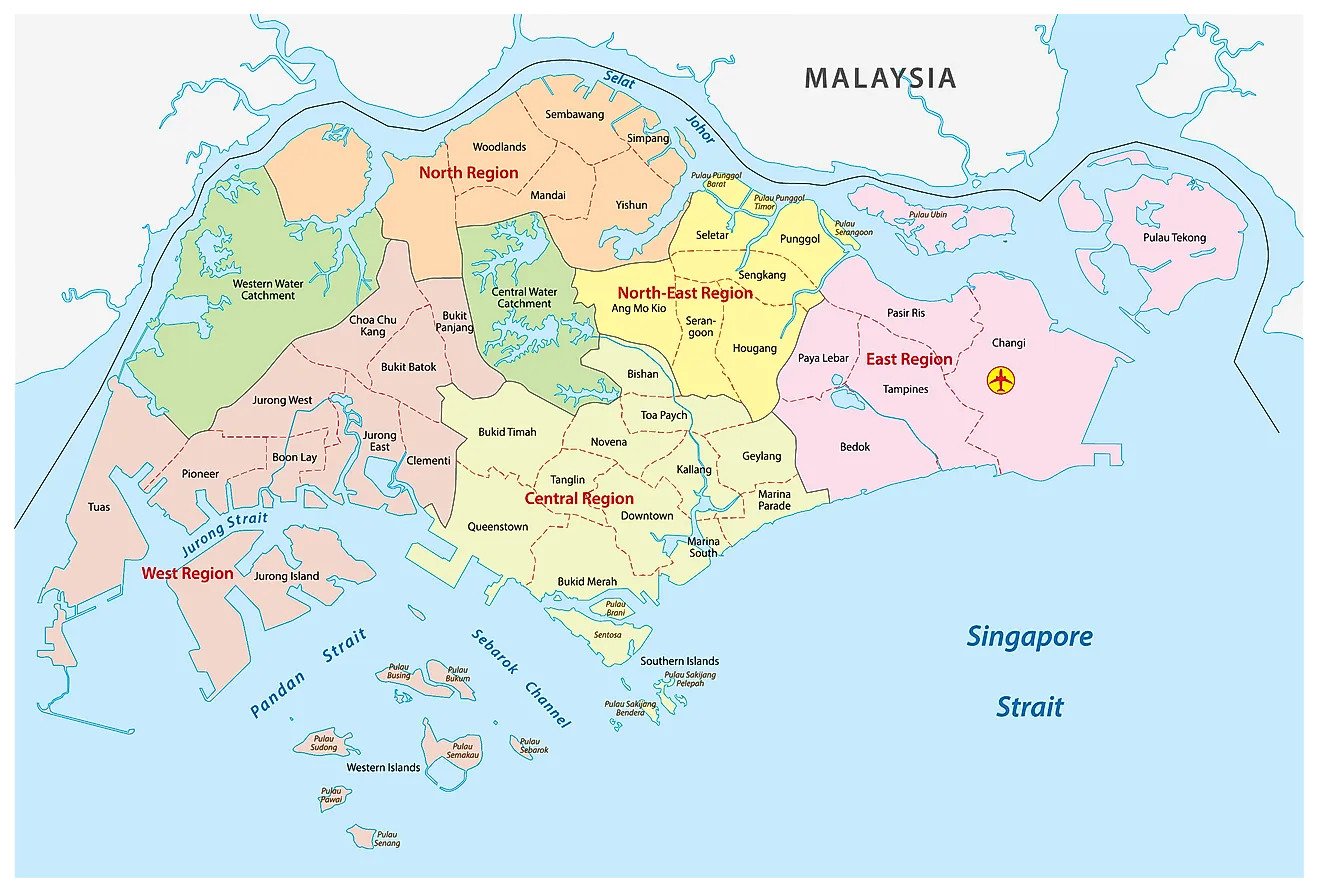 MALAYSIA
Selat
Johor
Sembawang
Simpang
Woodlands
North Region
Mandai
Yishun
Pulau Punggol
Barat
Pulau Punggol
Timor
Pulau
Serangoon
Pulau Ubin
Pulau Tekong
Seletar
Punggol
Sengkang
North-East Region
Ang Mo Kio
Seran-
goon
Hougang
Western Water
Catchment
Central Water
Catchment
Choa Chu
Kang
Bukit
Panjang
Bukit Batok
Jurong West
Jurong
East
Boon Lay
Clementi
Pioneer
Tuas
Jurong Strait
West Region
Jurong Island
Pasir Ris
Changi
Paya Lebar
East Region
Tampines
Bedok
Bishan
Toa Paych
Bukid Timah
Novena
Tanglin
Kallang
Geylang
Central Region
Marina
Parade
Queenstown
Downtown
Marina
South
Bukid Merah
Pulau
Brani
Sentosa
Southern Islands
Pulau Sakijang
Pelepah
Pulau Sakijang
Bendera
Pandan Strait
Sebarok Channel
Pulau
Busing
Pulau
Bukum
Pulau
Sudong
Pulau
Semakau
Pulau
Sebarok
Western Islands
Pulau
Pawai
Pulau
Senang
Singapore
Strait